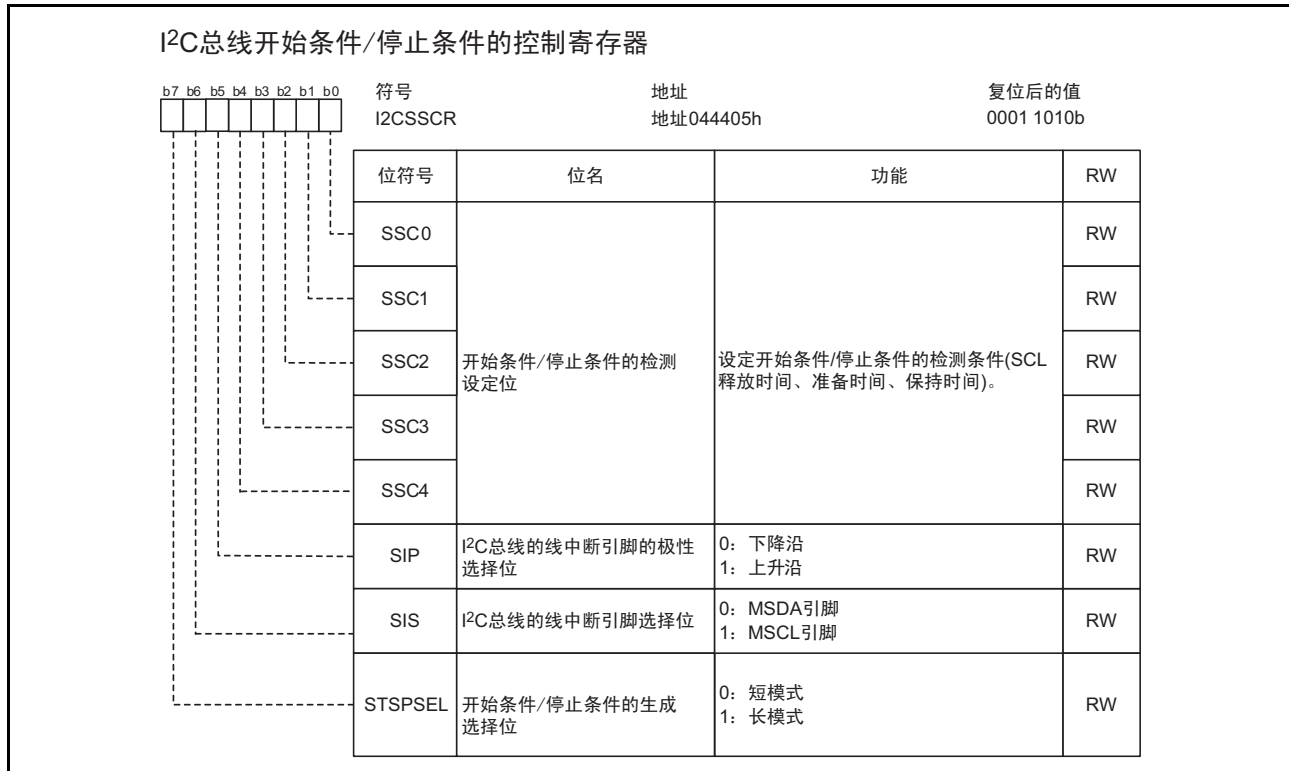 I2C总线开始条件/停止条件的控制寄存器
b7 b6 b5 b4 b3 b2 b1 b0
符号 地址 复位后的值
I2CSSCR 地址044405h 0001 1010b
位符号 位名 功能 RW
SSC0 RW
SSC1 RW
SSC2 开始条件/停止条件的检测 设定开始条件/停止条件的检测条件(SCL RW
设定位 释放时间、准备时间、保持时间)。
SSC3 RW
SSC4 RW
SIP I2C总线的线中断引脚的极性 0：下降沿 RW
选择位 1：上升沿
SIS I2C总线的线中断引脚选择位 0：MSDA引脚 RW
1：MSCL引脚
STSPSEL 开始条件/停止条件的生成 0：短模式 RW
选择位 1：长模式